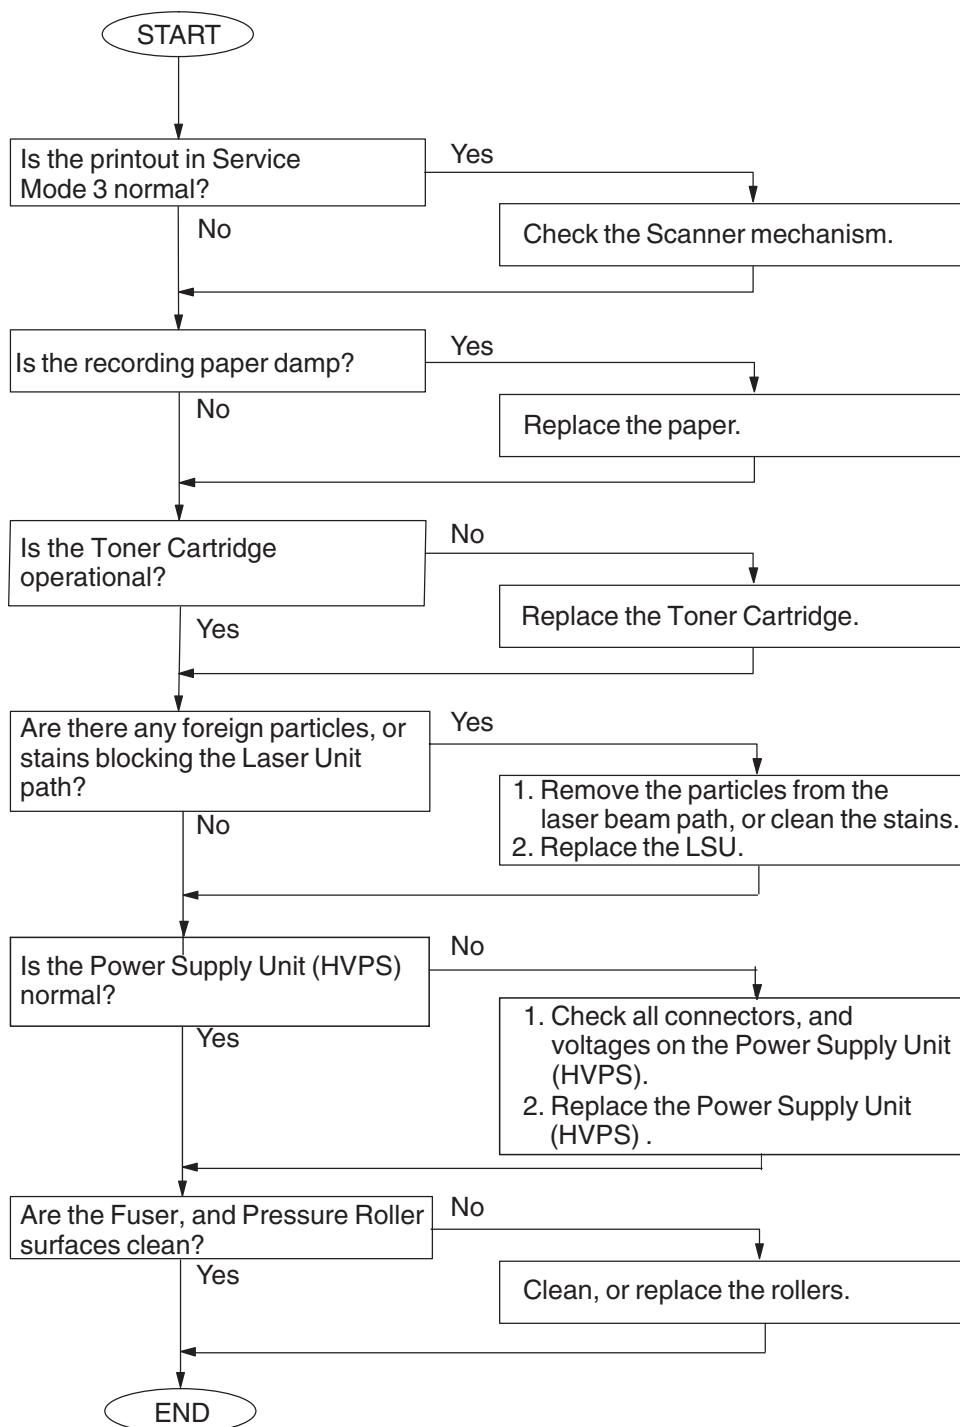 START
Is the printout in Service
Mode 3 normal?
Yes
No
Check the Scanner mechanism.
Is the recording paper damp?
Yes
No
Replace the paper.
Is the Toner Cartridge
operational?
No
Yes
Replace the Toner Cartridge.
Are there any foreign particles, or
stains blocking the Laser Unit
path?
Yes
No
1. Remove the particles from the
laser beam path, or clean the stains.
2. Replace the LSU.
Is the Power Supply Unit (HVPS)
normal?
No
Yes
1. Check all connectors, and
voltages on the Power Supply Unit
(HVPS).
2. Replace the Power Supply Unit
(HVPS) .
Are the Fuser, and Pressure Roller
surfaces clean?
No
Yes
Clean, or replace the rollers.
END